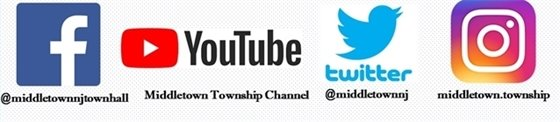 f
YouTube
twitter
@middletownnjtownhall
Middletown Township Channel
@middletownnj
middletown.township